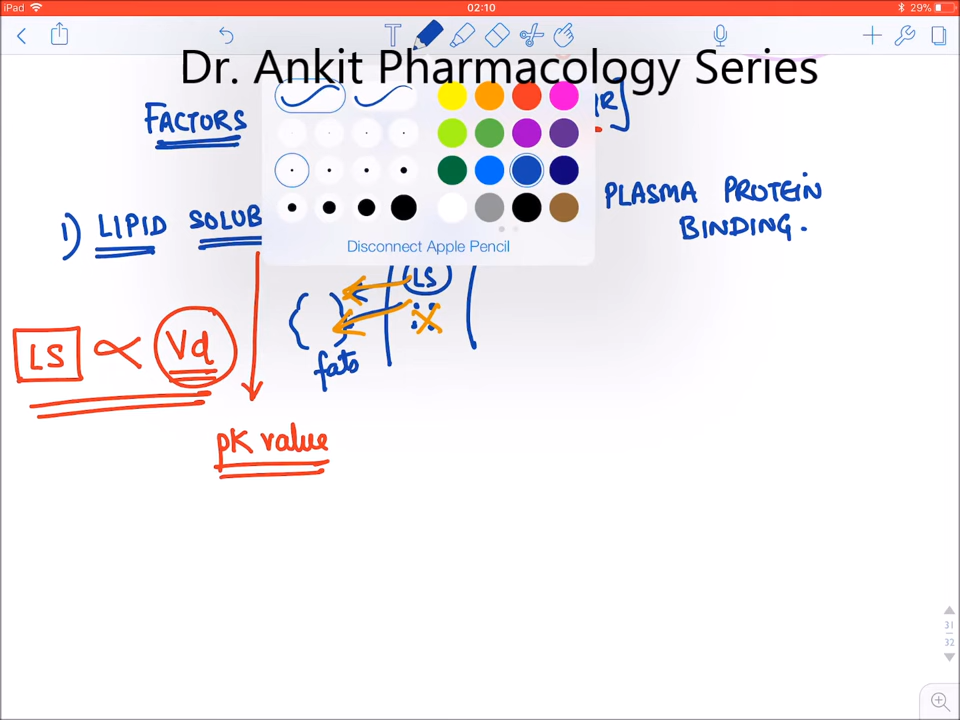 iPad 02:10 29%
T
Dr. Ankit Pharmacology Series
FACTORS
PLASMA PROTEIN
BINDING.
1) LIPID SOLUB
Disconnect Apple Pencil
LS
LS ∝ Vd
fats
pK value
31
32